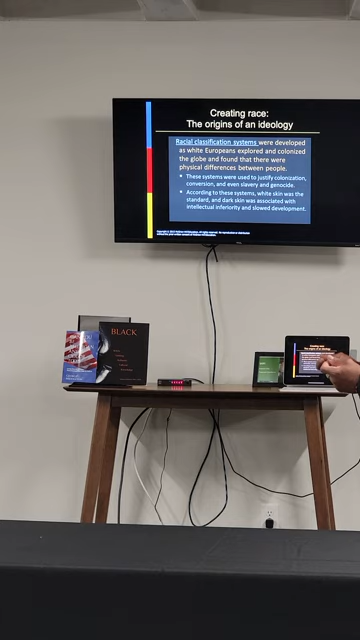 Creating race:
The origins of an ideology
Racial classification systems were developed
as white Europeans explored and colonized
the globe and found that there were
physical differences between people.
• These systems were used to justify colonization,
conversion, and even slavery and genocide.
• According to these systems, white skin was the
standard, and dark skin was associated with
intellectual inferiority and slowed development.
BLACK